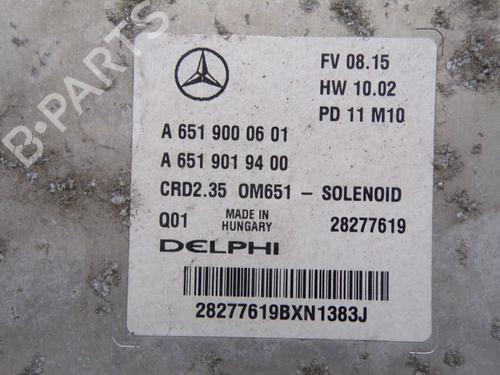 FV 08.15
HW 10.02
PD 11 M10
A 651 900 06 01
A 651 901 94 00
CRD2.35 OM651 - SOLENOID
Q01 MADE IN HUNGARY 28277619
DELPHI
28277619BXN1383J
B-PARTS